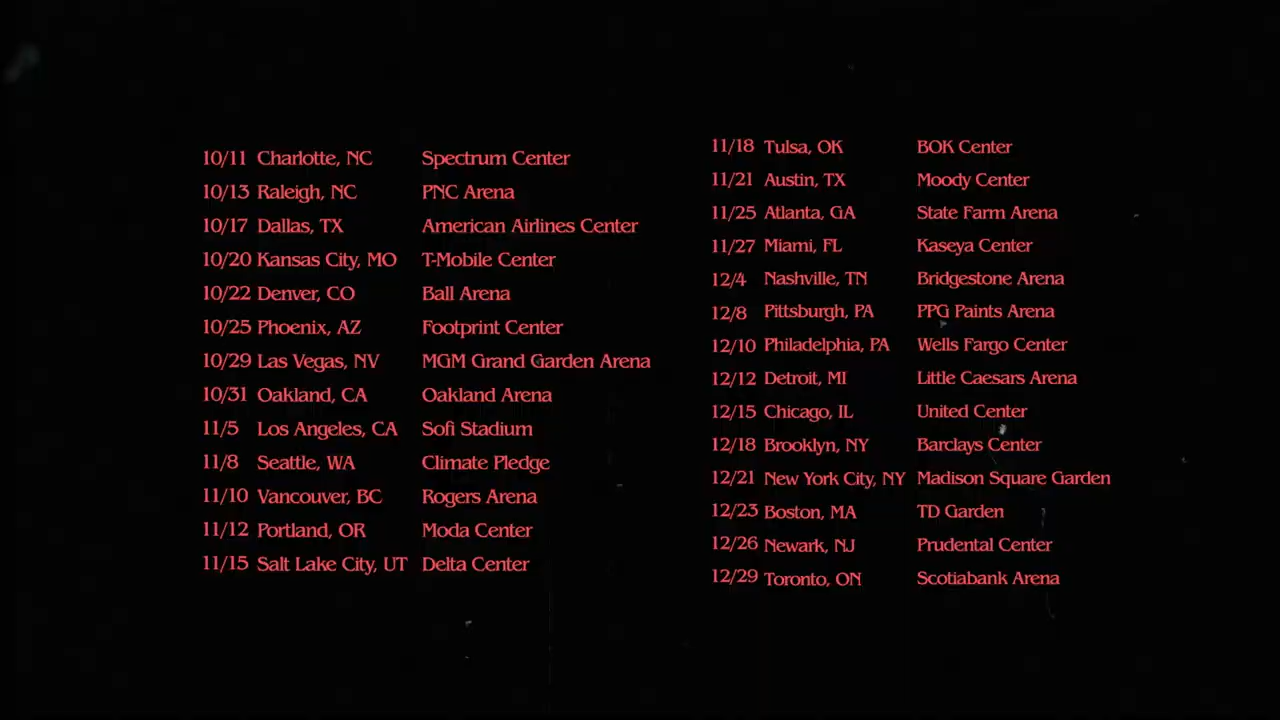 10/11 Charlotte, NC Spectrum Center
10/13 Raleigh, NC PNC Arena
10/17 Dallas, TX American Airlines Center
10/20 Kansas City, MO T-Mobile Center
10/22 Denver, CO Ball Arena
10/25 Phoenix, AZ Footprint Center
10/29 Las Vegas, NV MGM Grand Garden Arena
10/31 Oakland, CA Oakland Arena
11/5 Los Angeles, CA Sofi Stadium
11/8 Seattle, WA Climate Pledge
11/10 Vancouver, BC Rogers Arena
11/12 Portland, OR Moda Center
11/15 Salt Lake City, UT Delta Center
11/18 Tulsa, OK BOK Center
11/21 Austin, TX Moody Center
11/25 Atlanta, GA State Farm Arena
11/27 Miami, FL Kaseya Center
12/4 Nashville, TN Bridgestone Arena
12/8 Pittsburgh, PA PPG Paints Arena
12/10 Philadelphia, PA Wells Fargo Center
12/12 Detroit, MI Little Caesars Arena
12/15 Chicago, IL United Center
12/18 Brooklyn, NY Barclays Center
12/21 New York City, NY Madison Square Garden
12/23 Boston, MA TD Garden
12/26 Newark, NJ Prudental Center
12/29 Toronto, ON Scotiabank Arena